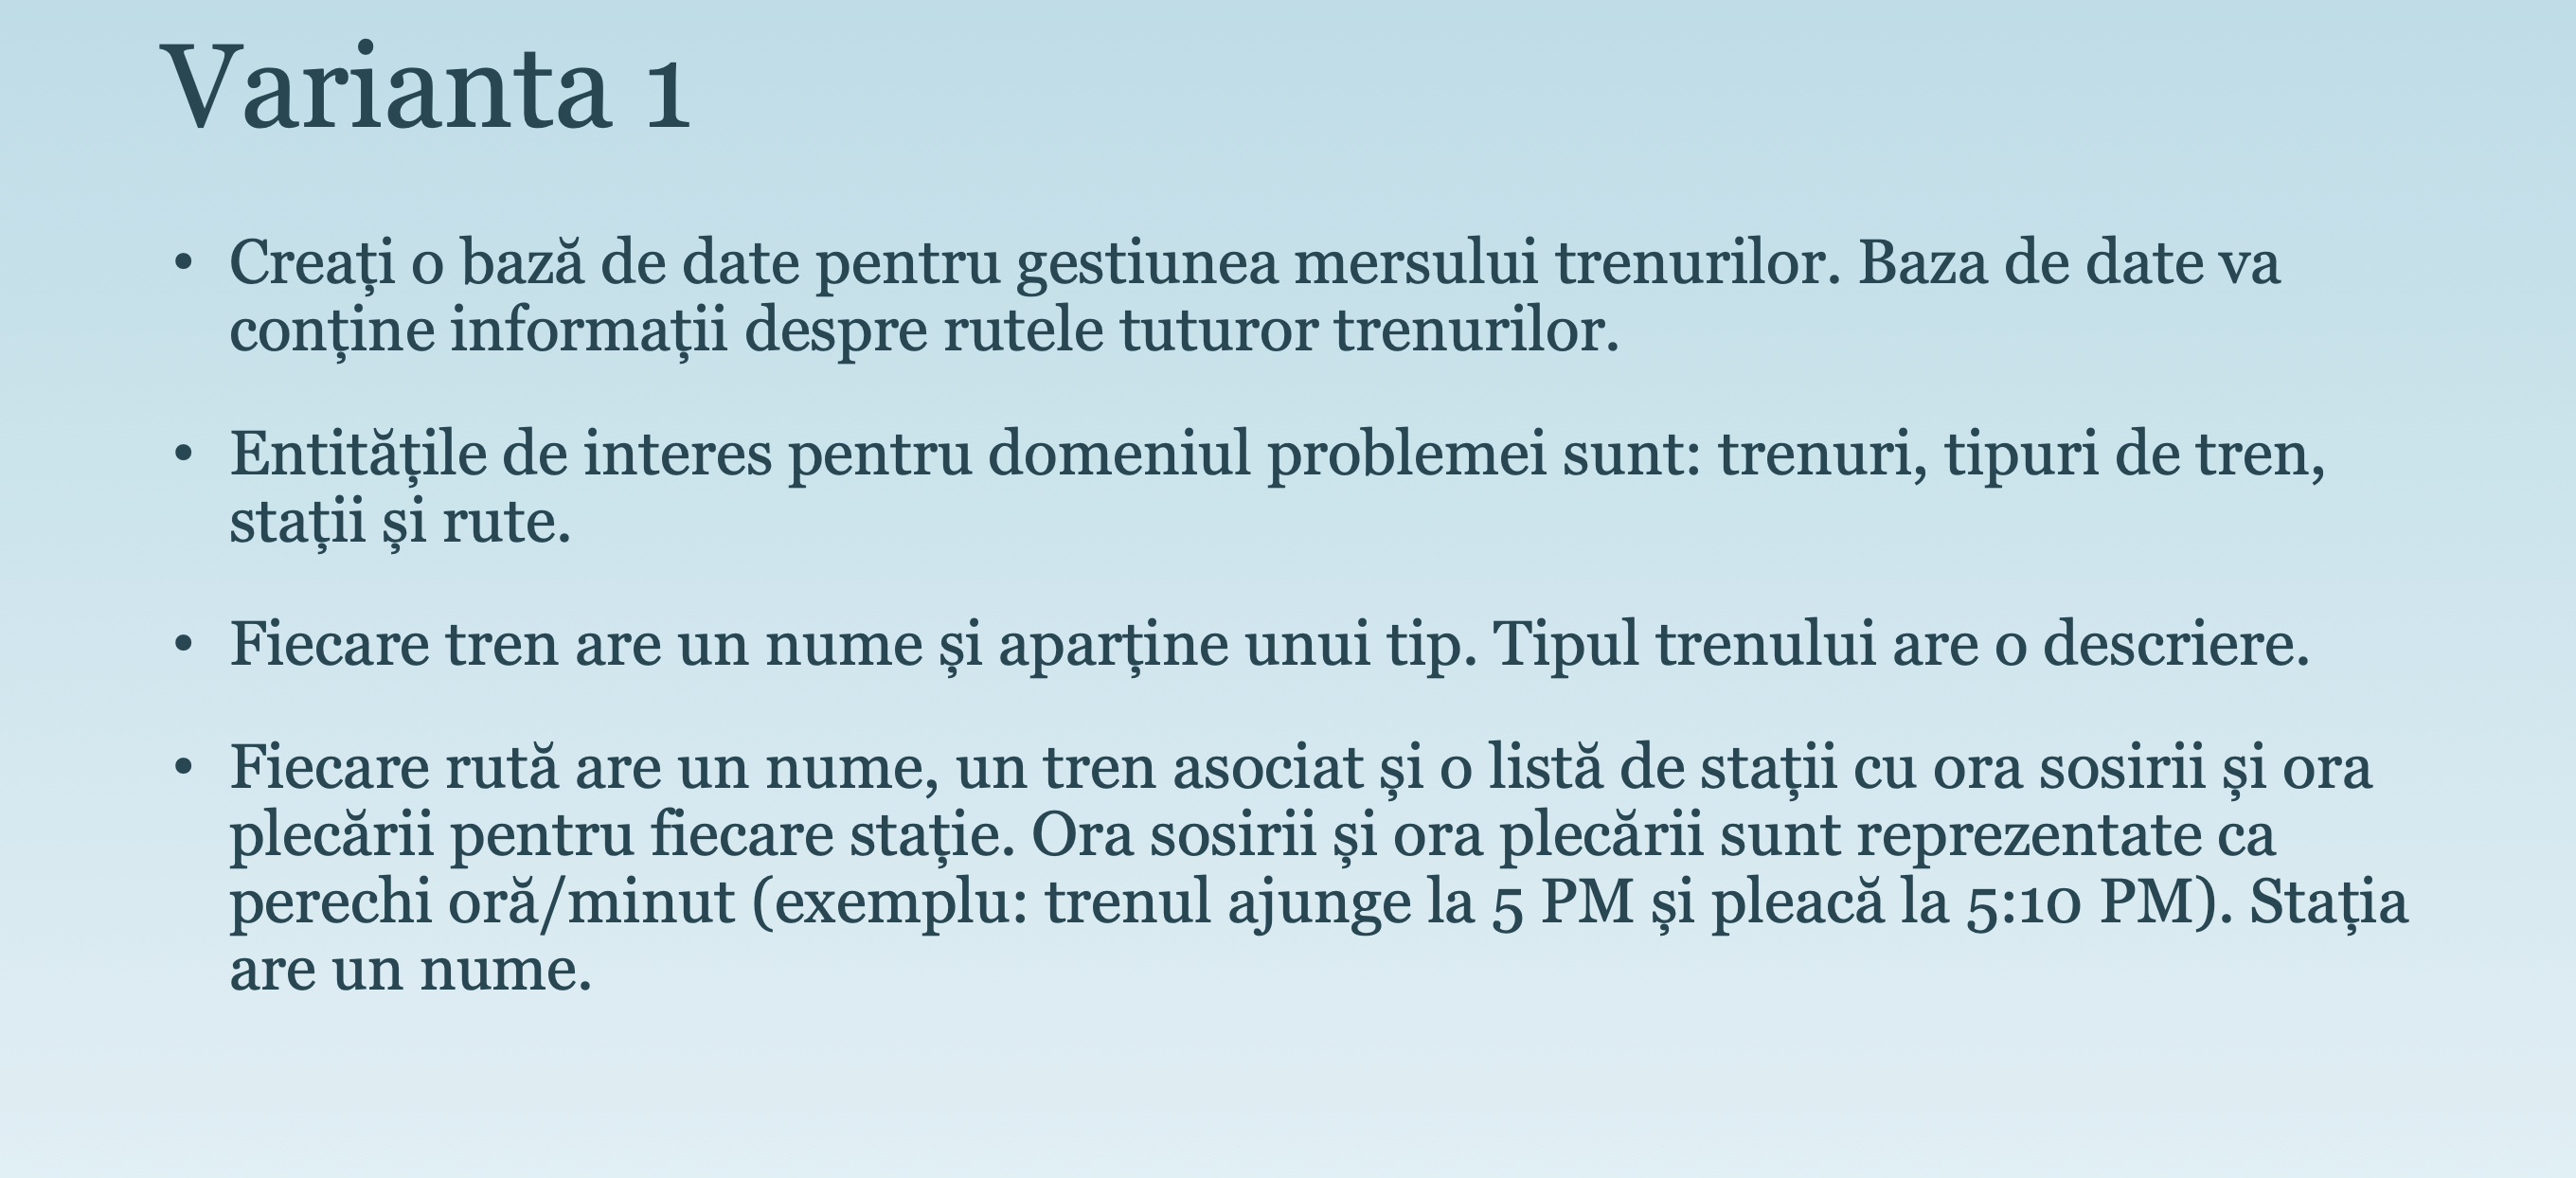 Varianta 1
• Creați o bază de date pentru gestiunea mersului trenurilor. Baza de date va
conține informații despre rutele tuturor trenurilor.
• Entitățile de interes pentru domeniul problemei sunt: trenuri, tipuri de tren,
stații și rute.
• Fiecare tren are un nume și aparține unui tip. Tipul trenului are o descriere.
• Fiecare rută are un nume, un tren asociat și o listă de stații cu ora sosirii și ora
plecării pentru fiecare stație. Ora sosirii și ora plecării sunt reprezentate ca
perechi oră/minut (exemplu: trenul ajunge la 5 PM și pleacă la 5:10 PM). Stația
are un nume.